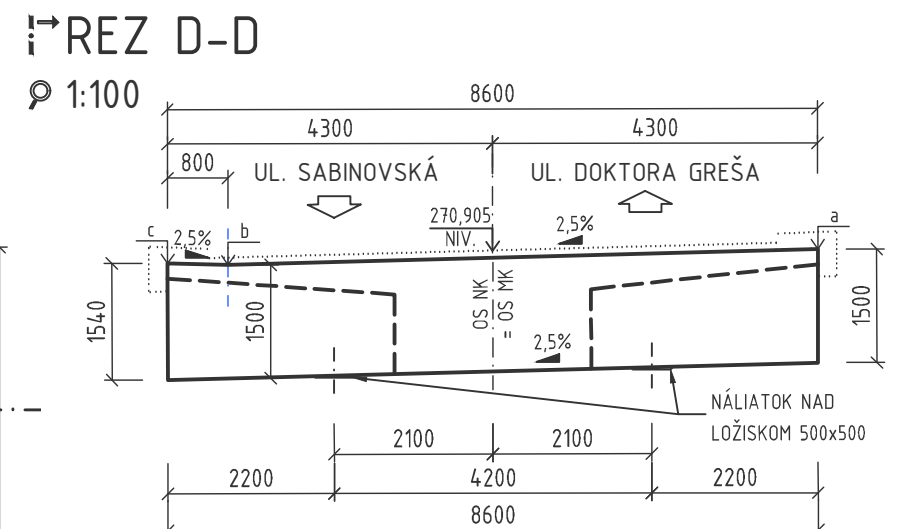 REZ D-D
1:100
8600
4300
4300
800
UL. SABINOVSKÁ
UL. DOKTORA GREŠA
270,905
NIV.
2,5%
a
c
2,5%
b
1540
1500
OS NK
= OS MK
1500
2,5%
NÁLIATOK NAD
LOŽISKOM 500x500
2100
2100
2200
4200
2200
8600